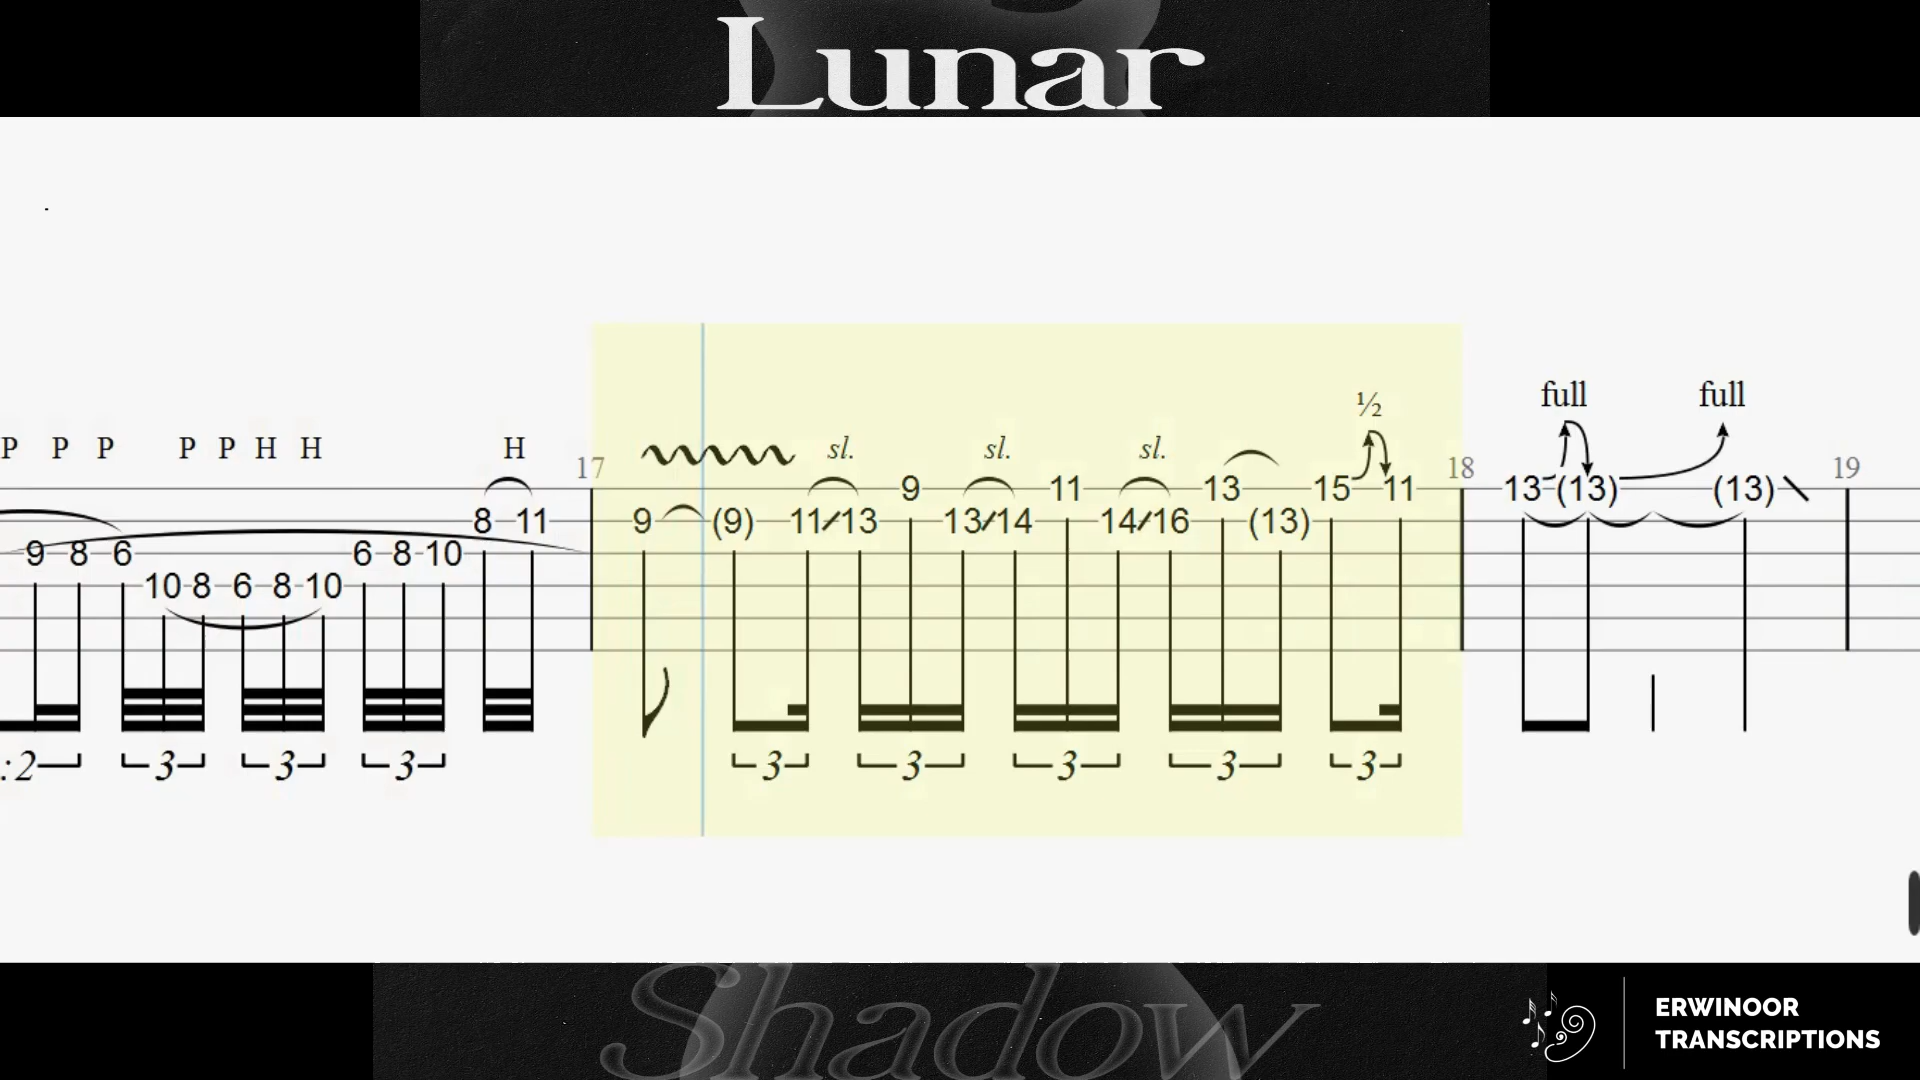 Lunar
full full
½
P P P P P H H H sl. sl. sl.
17 18 19
9 11 13 15 11 13 (13) (13)
8 11 9 (9) 11/13 13/14 14/16 (13)
9 8 6 6 8 10
10 8 6 8 10
:2 3 3 3 3 3 3 3 3
Shadow
ERWINOOR
TRANSCRIPTIONS